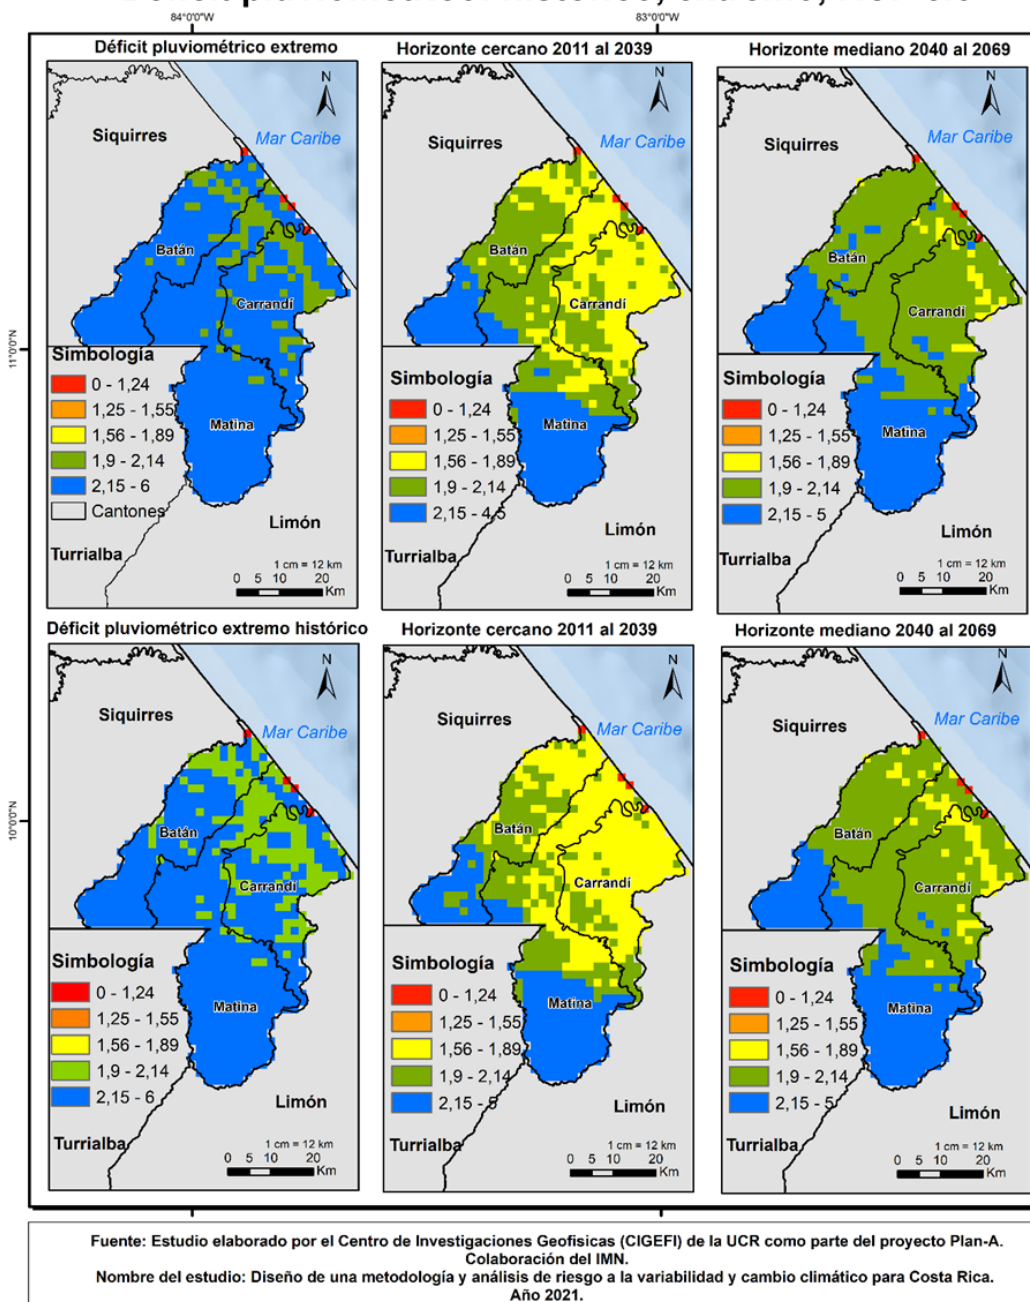 84°0'0"W
83°0'0"W
Déficit pluviométrico extremo
Horizonte cercano 2011 al 2039
Horizonte mediano 2040 al 2069
N
Siquirres
Mar Caribe
Batán
Carrandí
Matina
Simbología
0 - 1,24
1,25 - 1,55
1,56 - 1,89
1,9 - 2,14
2,15 - 6
Cantones
Limón
Turrialba
1 cm = 12 km
0 5 10 20
Km
N
Siquirres
Mar Caribe
Batán
Carrandí
Matina
Simbología
0 - 1,24
1,25 - 1,55
1,56 - 1,89
1,9 - 2,14
2,15 - 4,5
Limón
Turrialba
1 cm = 12 km
0 5 10 20
Km
N
Siquirres
Mar Caribe
Batán
Carrandí
Matina
Simbología
0 - 1,24
1,25 - 1,55
1,56 - 1,89
1,9 - 2,14
2,15 - 5
Limón
Turrialba
1 cm = 12 km
0 5 10 20
Km
11°0'0"N
Déficit pluviométrico extremo histórico
Horizonte cercano 2011 al 2039
Horizonte mediano 2040 al 2069
N
Siquirres
Mar Caribe
Batán
Carrandí
Matina
Simbología
0 - 1,24
1,25 - 1,55
1,56 - 1,89
1,9 - 2,14
2,15 - 6
Limón
Turrialba
1 cm = 12 km
0 5 10 20
Km
N
Siquirres
Mar Caribe
Batán
Carrandí
Matina
Simbología
0 - 1,24
1,25 - 1,55
1,56 - 1,89
1,9 - 2,14
2,15 - 5
Limón
Turrialba
1 cm = 12 km
0 5 10 20
Km
N
Siquirres
Mar Caribe
Batán
Carrandí
Matina
Simbología
0 - 1,24
1,25 - 1,55
1,56 - 1,89
1,9 - 2,14
2,15 - 5
Limón
Turrialba
1 cm = 12 km
0 5 10 20
Km
10°0'0"N
Fuente: Estudio elaborado por el Centro de Investigaciones Geofisicas (CIGEFI) de la UCR como parte del proyecto Plan-A.
Colaboración del IMN.
Nombre del estudio: Diseño de una metodología y análisis de riesgo a la variabilidad y cambio climático para Costa Rica.
Año 2021.